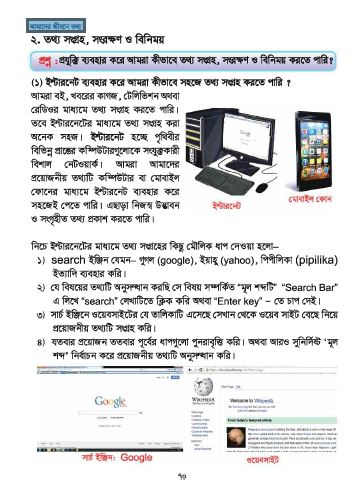 আমাদের জীবনে তথ্য
২. তথ্য সংগ্রহ, সংরক্ষণ ও বিনিময়
প্রশ্ন : প্রযুক্তি ব্যবহার করে আমরা কীভাবে তথ্য সংগ্রহ, সংরক্ষণ ও বিনিময় করতে পারি?
(১) ইন্টারনেট ব্যবহার করে আমরা কীভাবে সহজে তথ্য সংগ্রহ করতে পারি ?
আমরা বই, খবরের কাগজ, টেলিভিশন অথবা
রেডিওর মাধ্যমে তথ্য সংগ্রহ করতে পারি।
তবে ইন্টারনেটের মাধ্যমে তথ্য সংগ্রহ করা
অনেক সহজ। ইন্টারনেট হচ্ছে পৃথিবীর
বিভিন্ন প্রান্তের কম্পিউটারগুলোকে সংযুক্তকারী
বিশাল নেটওয়ার্ক। আমরা আমাদের
প্রয়োজনীয় তথ্যটি কম্পিউটার বা মোবাইল
ফোনের মাধ্যমে ইন্টারনেট ব্যবহার করে
সহজেই পেতে পারি। এছাড়া নিজস্ব উদ্ভাবন
ও সংগৃহীত তথ্য প্রকাশ করতে পারি।
ইন্টারনেট
মোবাইল ফোন
নিচে ইন্টারনেটের মাধ্যমে তথ্য সংগ্রহের কিছু মৌলিক ধাপ দেওয়া হলো—
১) search ইঞ্জিন যেমন– গুগল (google), ইয়াহু (yahoo), পিপীলিকা (pipilika)
ইত্যাদি ব্যবহার করি।
২) যে বিষয়ের তথ্যটি অনুসন্ধান করছি সে বিষয় সম্পর্কিত “মূল শব্দটি” “Search Bar”
এ লিখে “search” লেখাটিতে ক্লিক করি অথবা “Enter key” – তে চাপ দেই।
৩) সার্চ ইঞ্জিনে ওয়েবসাইটের যে তালিকাটি এসেছে সেখান থেকে ওয়েব সাইট বেছে নিয়ে
প্রয়োজনীয় তথ্যটি সংগ্রহ করি।
৪) যতবার প্রয়োজন ততবার পূর্বের ধাপগুলো পুনরাবৃত্তি করি। অথবা আরও সুনির্দিষ্ট ‘মূল
শব্দ’ নির্বাচন করে প্রয়োজনীয় তথ্যটি অনুসন্ধান করি।
Google
WIKIPEDIA
Welcome to Wikipedia,
সার্চ ইঞ্জিন: Google
ওয়েবসাইট
৭০